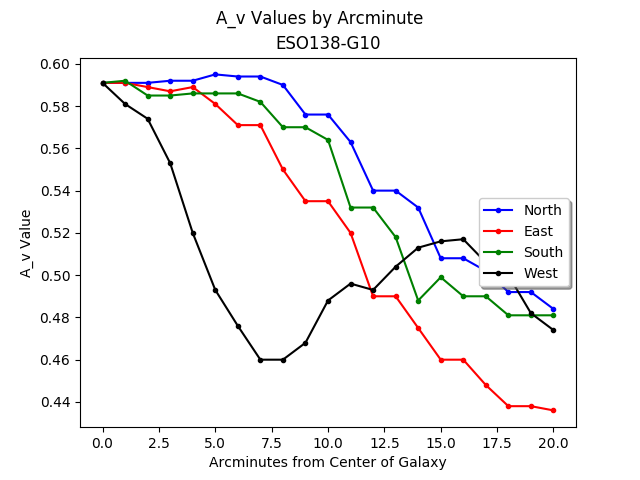 A_v Values by Arcminute
ESO138-G10
0.60
0.58
0.56
0.54
0.52
0.50
0.48
0.46
0.44
A_v Value
North
East
South
West
0.0 2.5 5.0 7.5 10.0 12.5 15.0 17.5 20.0
Arcminutes from Center of Galaxy